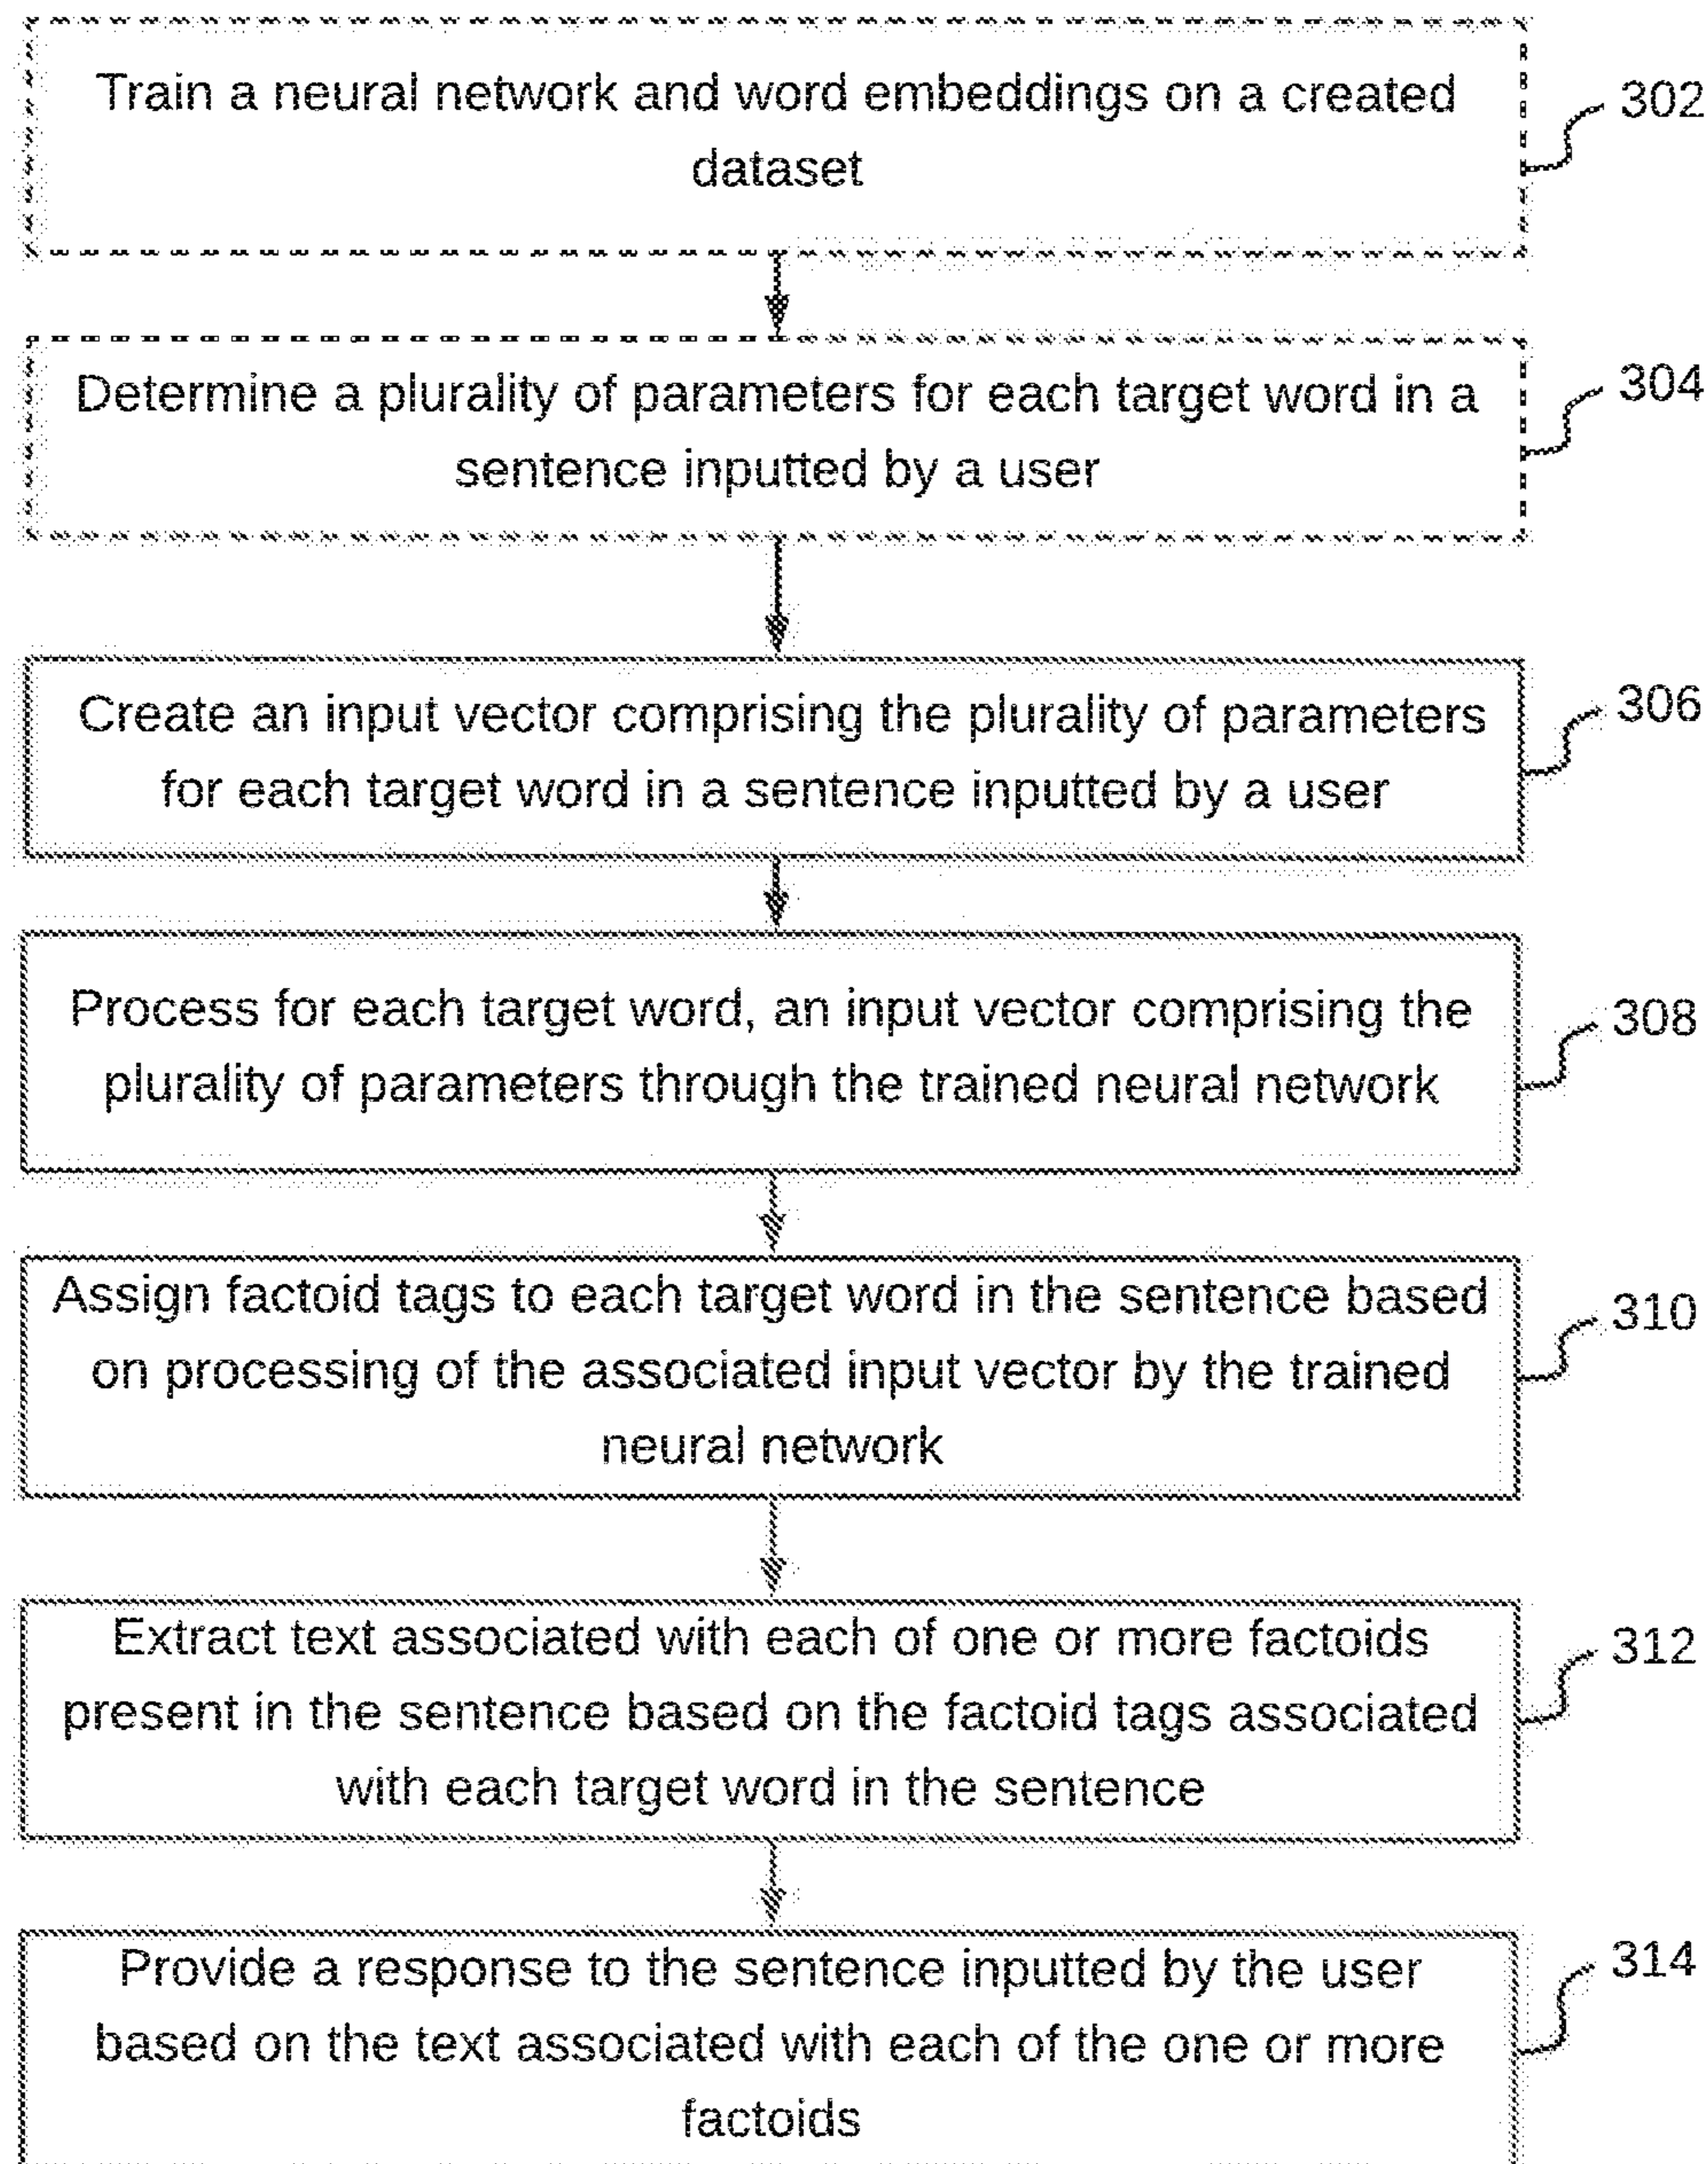 Train a neural network and word embeddings on a created
dataset
302
Determine a plurality of parameters for each target word in a
sentence inputted by a user
304
Create an input vector comprising the plurality of parameters
for each target word in a sentence inputted by a user
306
Process for each target word, an input vector comprising the
plurality of parameters through the trained neural network
308
Assign factoid tags to each target word in the sentence based
on processing of the associated input vector by the trained
neural network
310
Extract text associated with each of one or more factoids
present in the sentence based on the factoid tags associated
with each target word in the sentence
312
Provide a response to the sentence inputted by the user
based on the text associated with each of the one or more
factoids
314